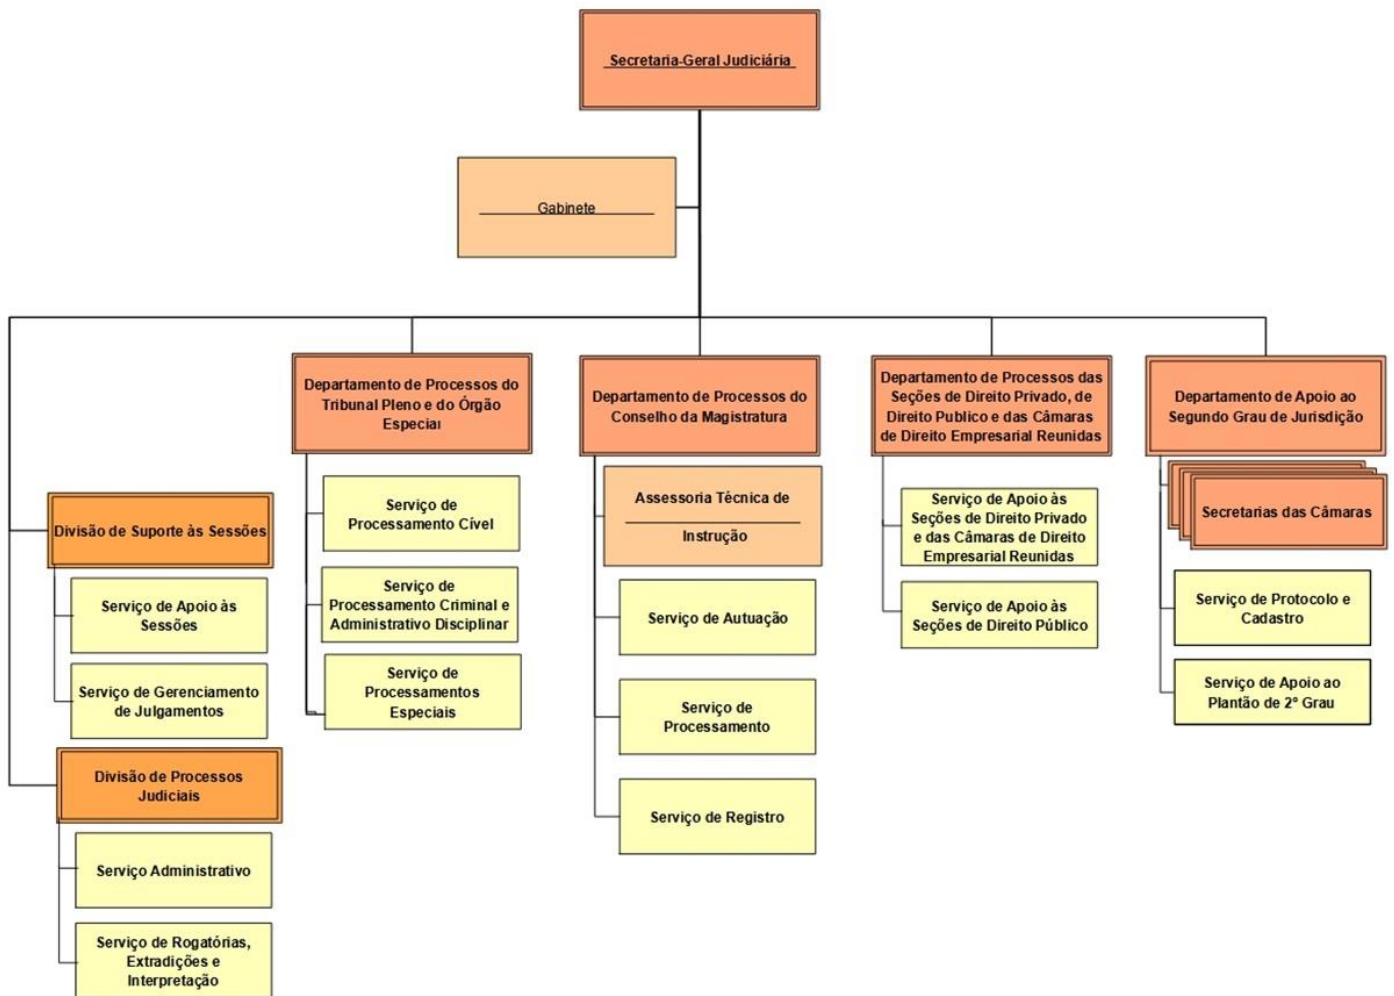 Secretaria-Geral Judiciária
Gabinete
Departamento de Processos do
Tribunal Pleno e do Órgão
Especial
Departamento de Processos do
Conselho da Magistratura
Departamento de Processos das
Seções de Direito Privado, de
Direito Publico e das Câmaras
de Direito Empresarial Reunidas
Departamento de Apoio ao
Segundo Grau de Jurisdição
Divisão de Suporte às Sessões
Serviço de Apoio às
Sessões
Serviço de Gerenciamento
de Julgamentos
Divisão de Processos
Judiciais
Serviço Administrativo
Serviço de Rogatórias,
Extradições e
Interpretação
Serviço de
Processamento Cível
Serviço de
Processamento Criminal e
Administrativo Disciplinar
Serviço de
Processamentos
Especiais
Assessoria Técnica de
Instrução
Serviço de Autuação
Serviço de
Processamento
Serviço de Registro
Serviço de Apoio às
Seções de Direito Privado
e das Câmaras de Direito
Empresarial Reunidas
Serviço de Apoio às
Seções de Direito Público
Secretarias das Câmaras
Serviço de Protocolo e
Cadastro
Serviço de Apoio ao
Plantão de 2º Grau